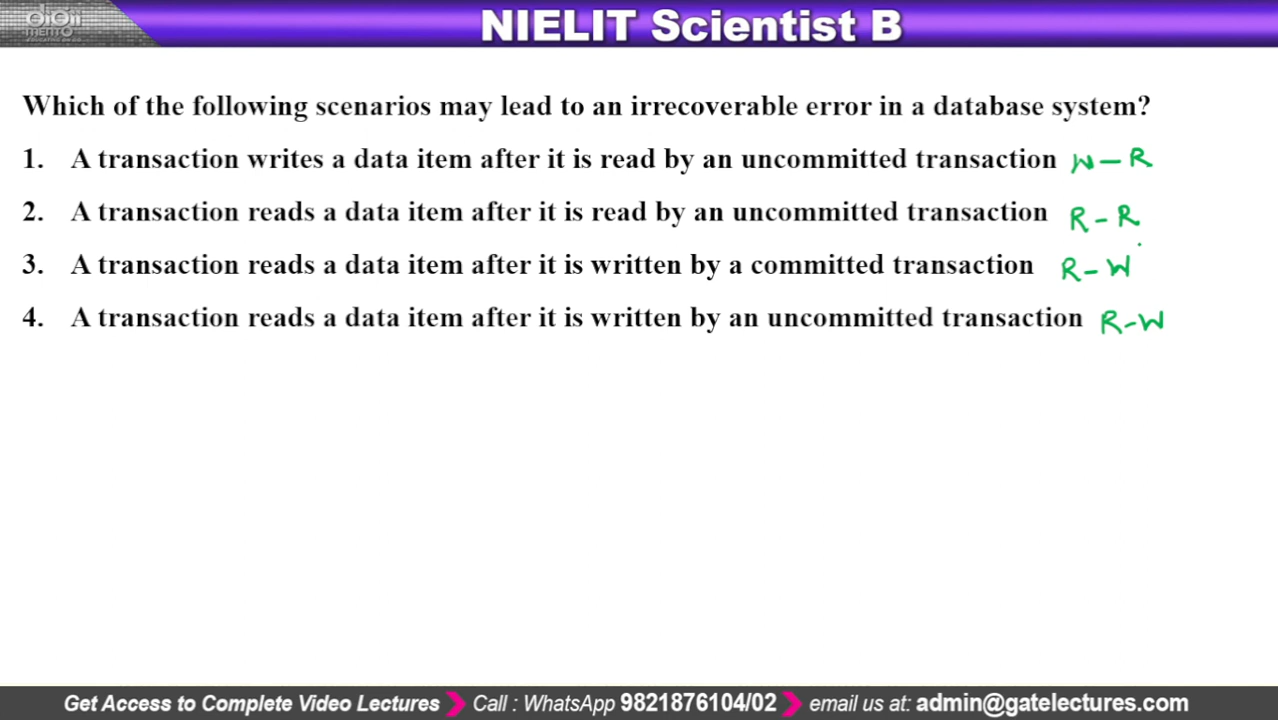 digii
MENTO
NIELIT Scientist B
Which of the following scenarios may lead to an irrecoverable error in a database system?
1. A transaction writes a data item after it is read by an uncommitted transaction W – R
2. A transaction reads a data item after it is read by an uncommitted transaction R – R
3. A transaction reads a data item after it is written by a committed transaction R – W
4. A transaction reads a data item after it is written by an uncommitted transaction R – W
Get Access to Complete Video Lectures Call : WhatsApp 9821876104/02 email us at: admin@gatelectures.com